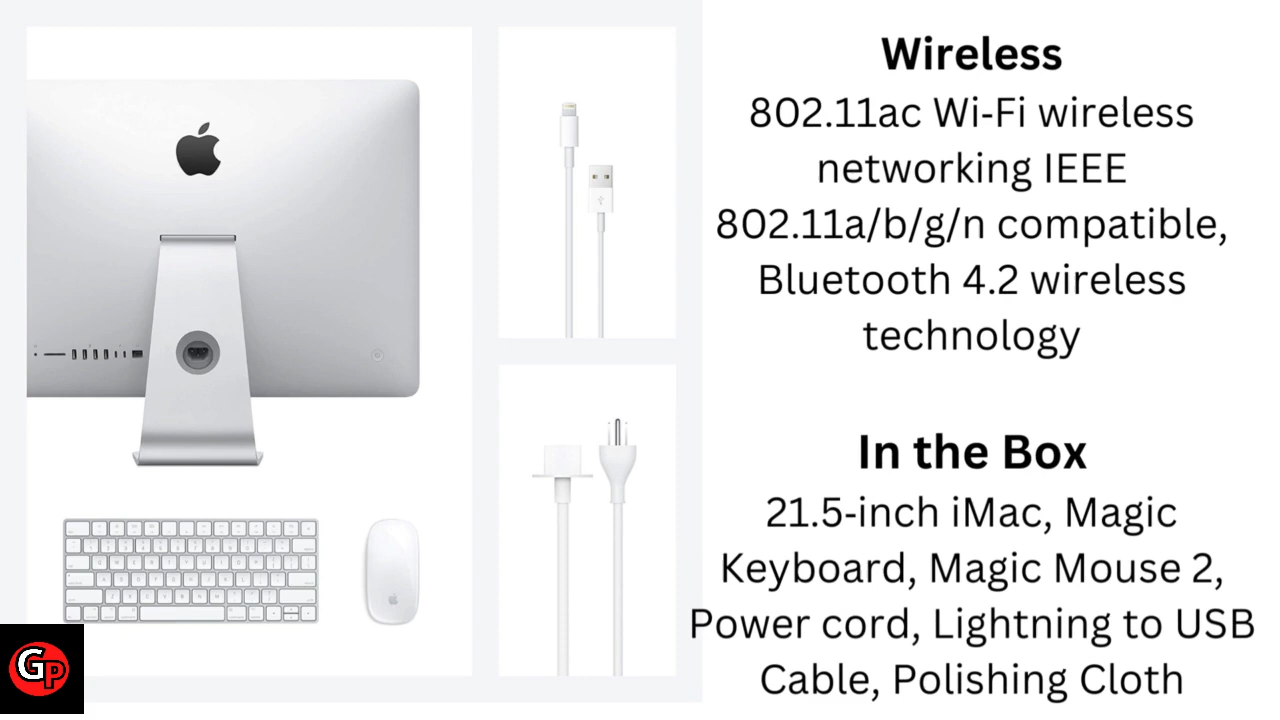 Wireless
802.11ac Wi-Fi wireless
networking IEEE
802.11a/b/g/n compatible,
Bluetooth 4.2 wireless
technology
In the Box
21.5-inch iMac, Magic
Keyboard, Magic Mouse 2,
Power cord, Lightning to USB
Cable, Polishing Cloth
GP